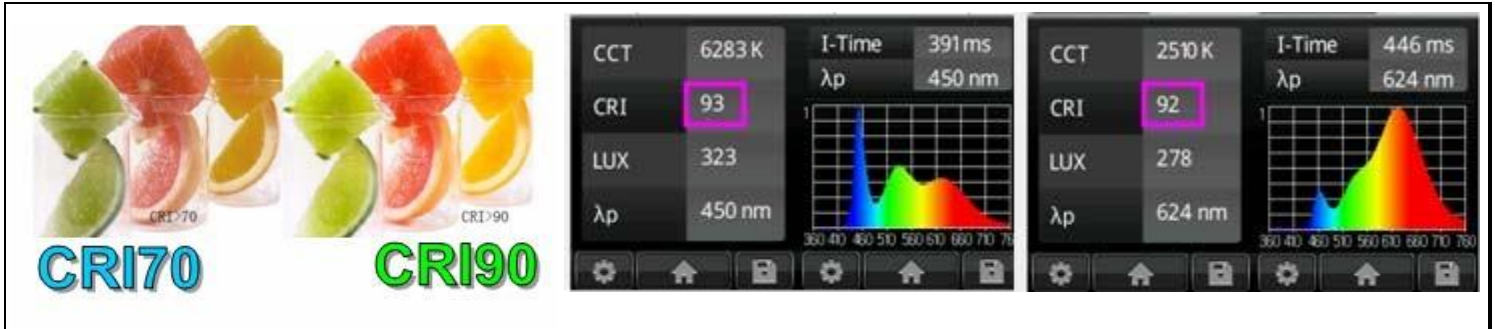 CRI>70
CRI>90
CRI70
CRI90
CCT 6283 K
CRI 93
LUX 323
λp 450 nm
I-Time 391 ms
λp 450 nm
1
360 410 460 510 560 610 660 710 76
CCT 2510 K
CRI 92
LUX 278
λp 624 nm
I-Time 446 ms
λp 624 nm
1
360 410 460 510 560 610 660 710 760